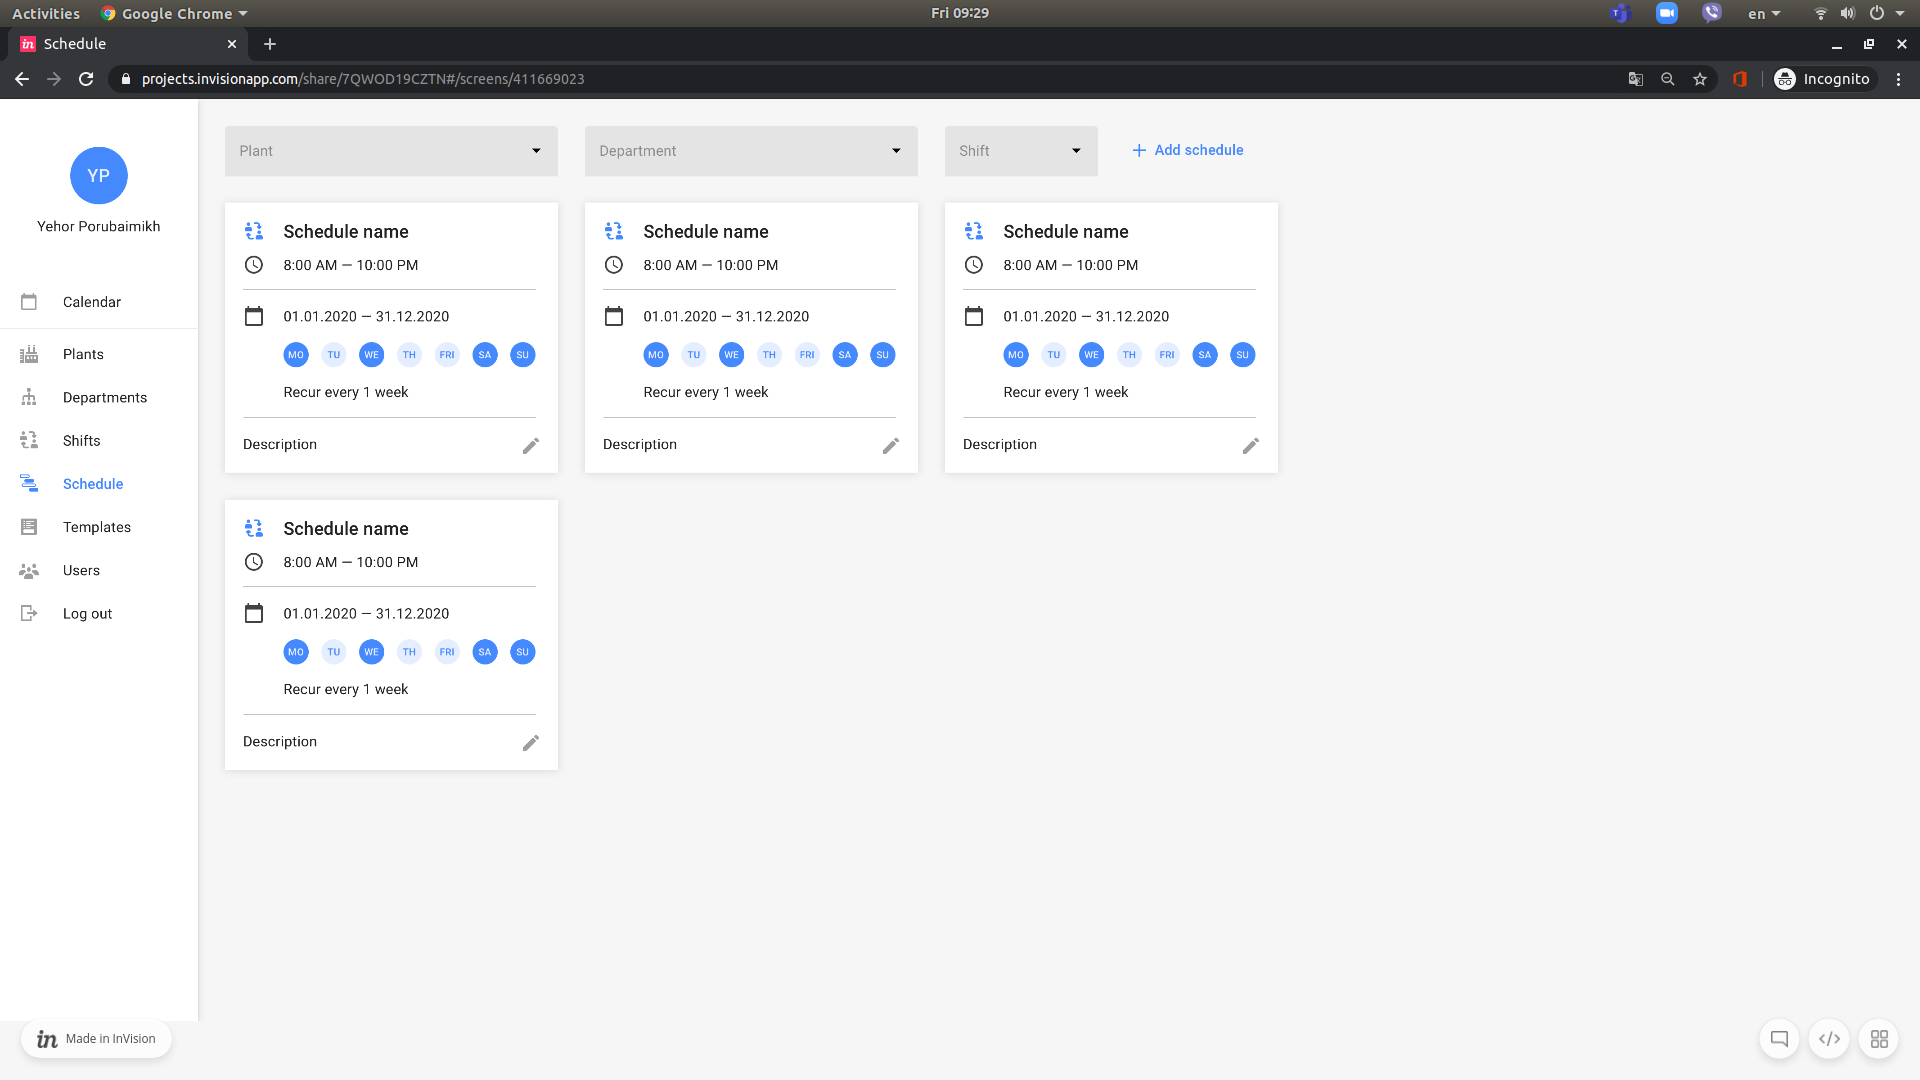 Activities Google Chrome Fri 09:29 en
in Schedule
projects.invisionapp.com/share/7QWOD19CZTN#/screens/411669023 Incognito
YP
Yehor Porubaimikh
Calendar
Plants
Departments
Shifts
Schedule
Templates
Users
Log out
Plant Department Shift + Add schedule
Schedule name
8:00 AM — 10:00 PM
01.01.2020 — 31.12.2020
MO TU WE TH FRI SA SU
Recur every 1 week
Description
Schedule name
8:00 AM — 10:00 PM
01.01.2020 — 31.12.2020
MO TU WE TH FRI SA SU
Recur every 1 week
Description
Schedule name
8:00 AM — 10:00 PM
01.01.2020 — 31.12.2020
MO TU WE TH FRI SA SU
Recur every 1 week
Description
Schedule name
8:00 AM — 10:00 PM
01.01.2020 — 31.12.2020
MO TU WE TH FRI SA SU
Recur every 1 week
Description
in Made in InVision